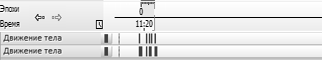 Эпохи
0
Время
11:20
Движение тела
Движение тела